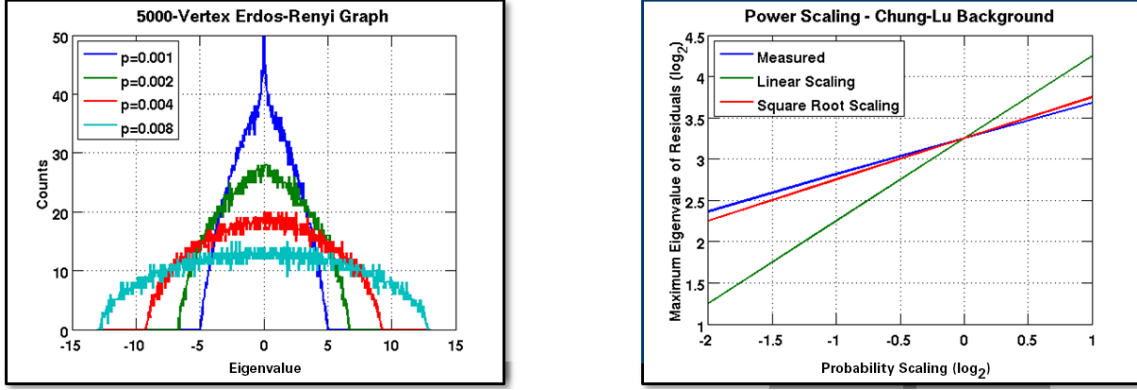 5000-Vertex Erdos-Renyi Graph
50
40
30
20
10
0
Counts
p=0.001
p=0.002
p=0.004
p=0.008
-15 -10 -5 0 5 10 15
Eigenvalue
Power Scaling - Chung-Lu Background
4.5
4
3.5
3
2.5
2
1.5
1
Maximum Eigenvalue of Residuals (log2)
Measured
Linear Scaling
Square Root Scaling
-2 -1.5 -1 -0.5 0 0.5 1
Probability Scaling (log2)